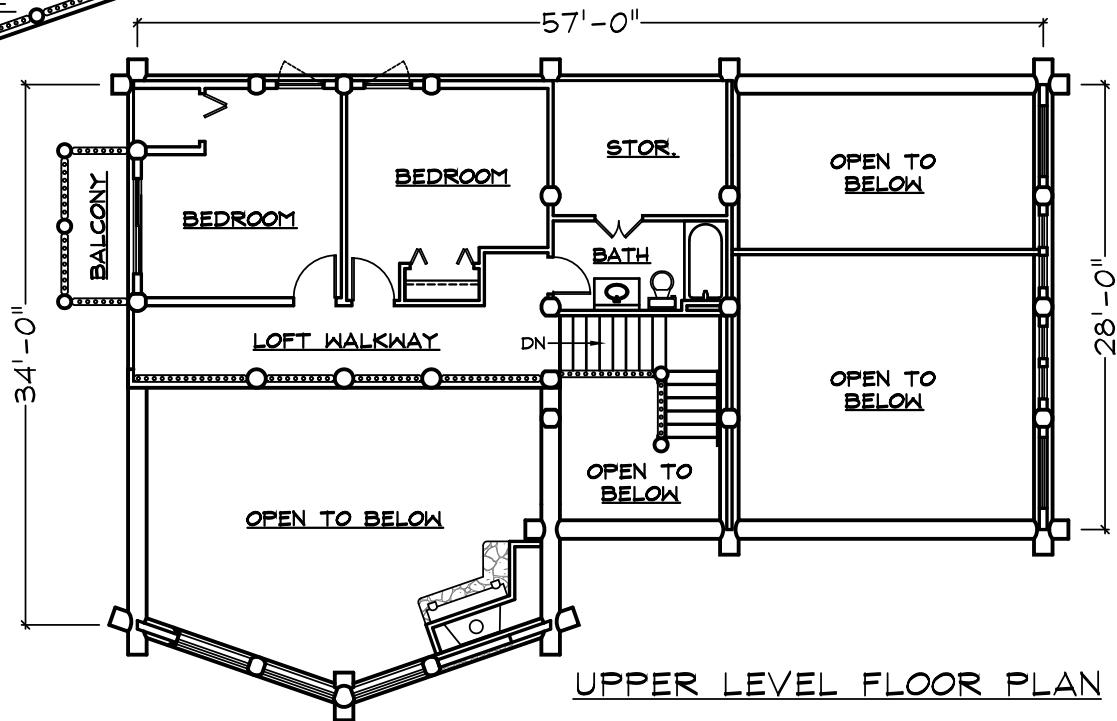 57'-0"
STOR.
OPEN TO
BELOW
BEDROOM
BEDROOM
BALCONY
BATH
34'-0"
28'-0"
LOFT WALKWAY
DN
OPEN TO
BELOW
OPEN TO
BELOW
OPEN TO BELOW
UPPER LEVEL FLOOR PLAN